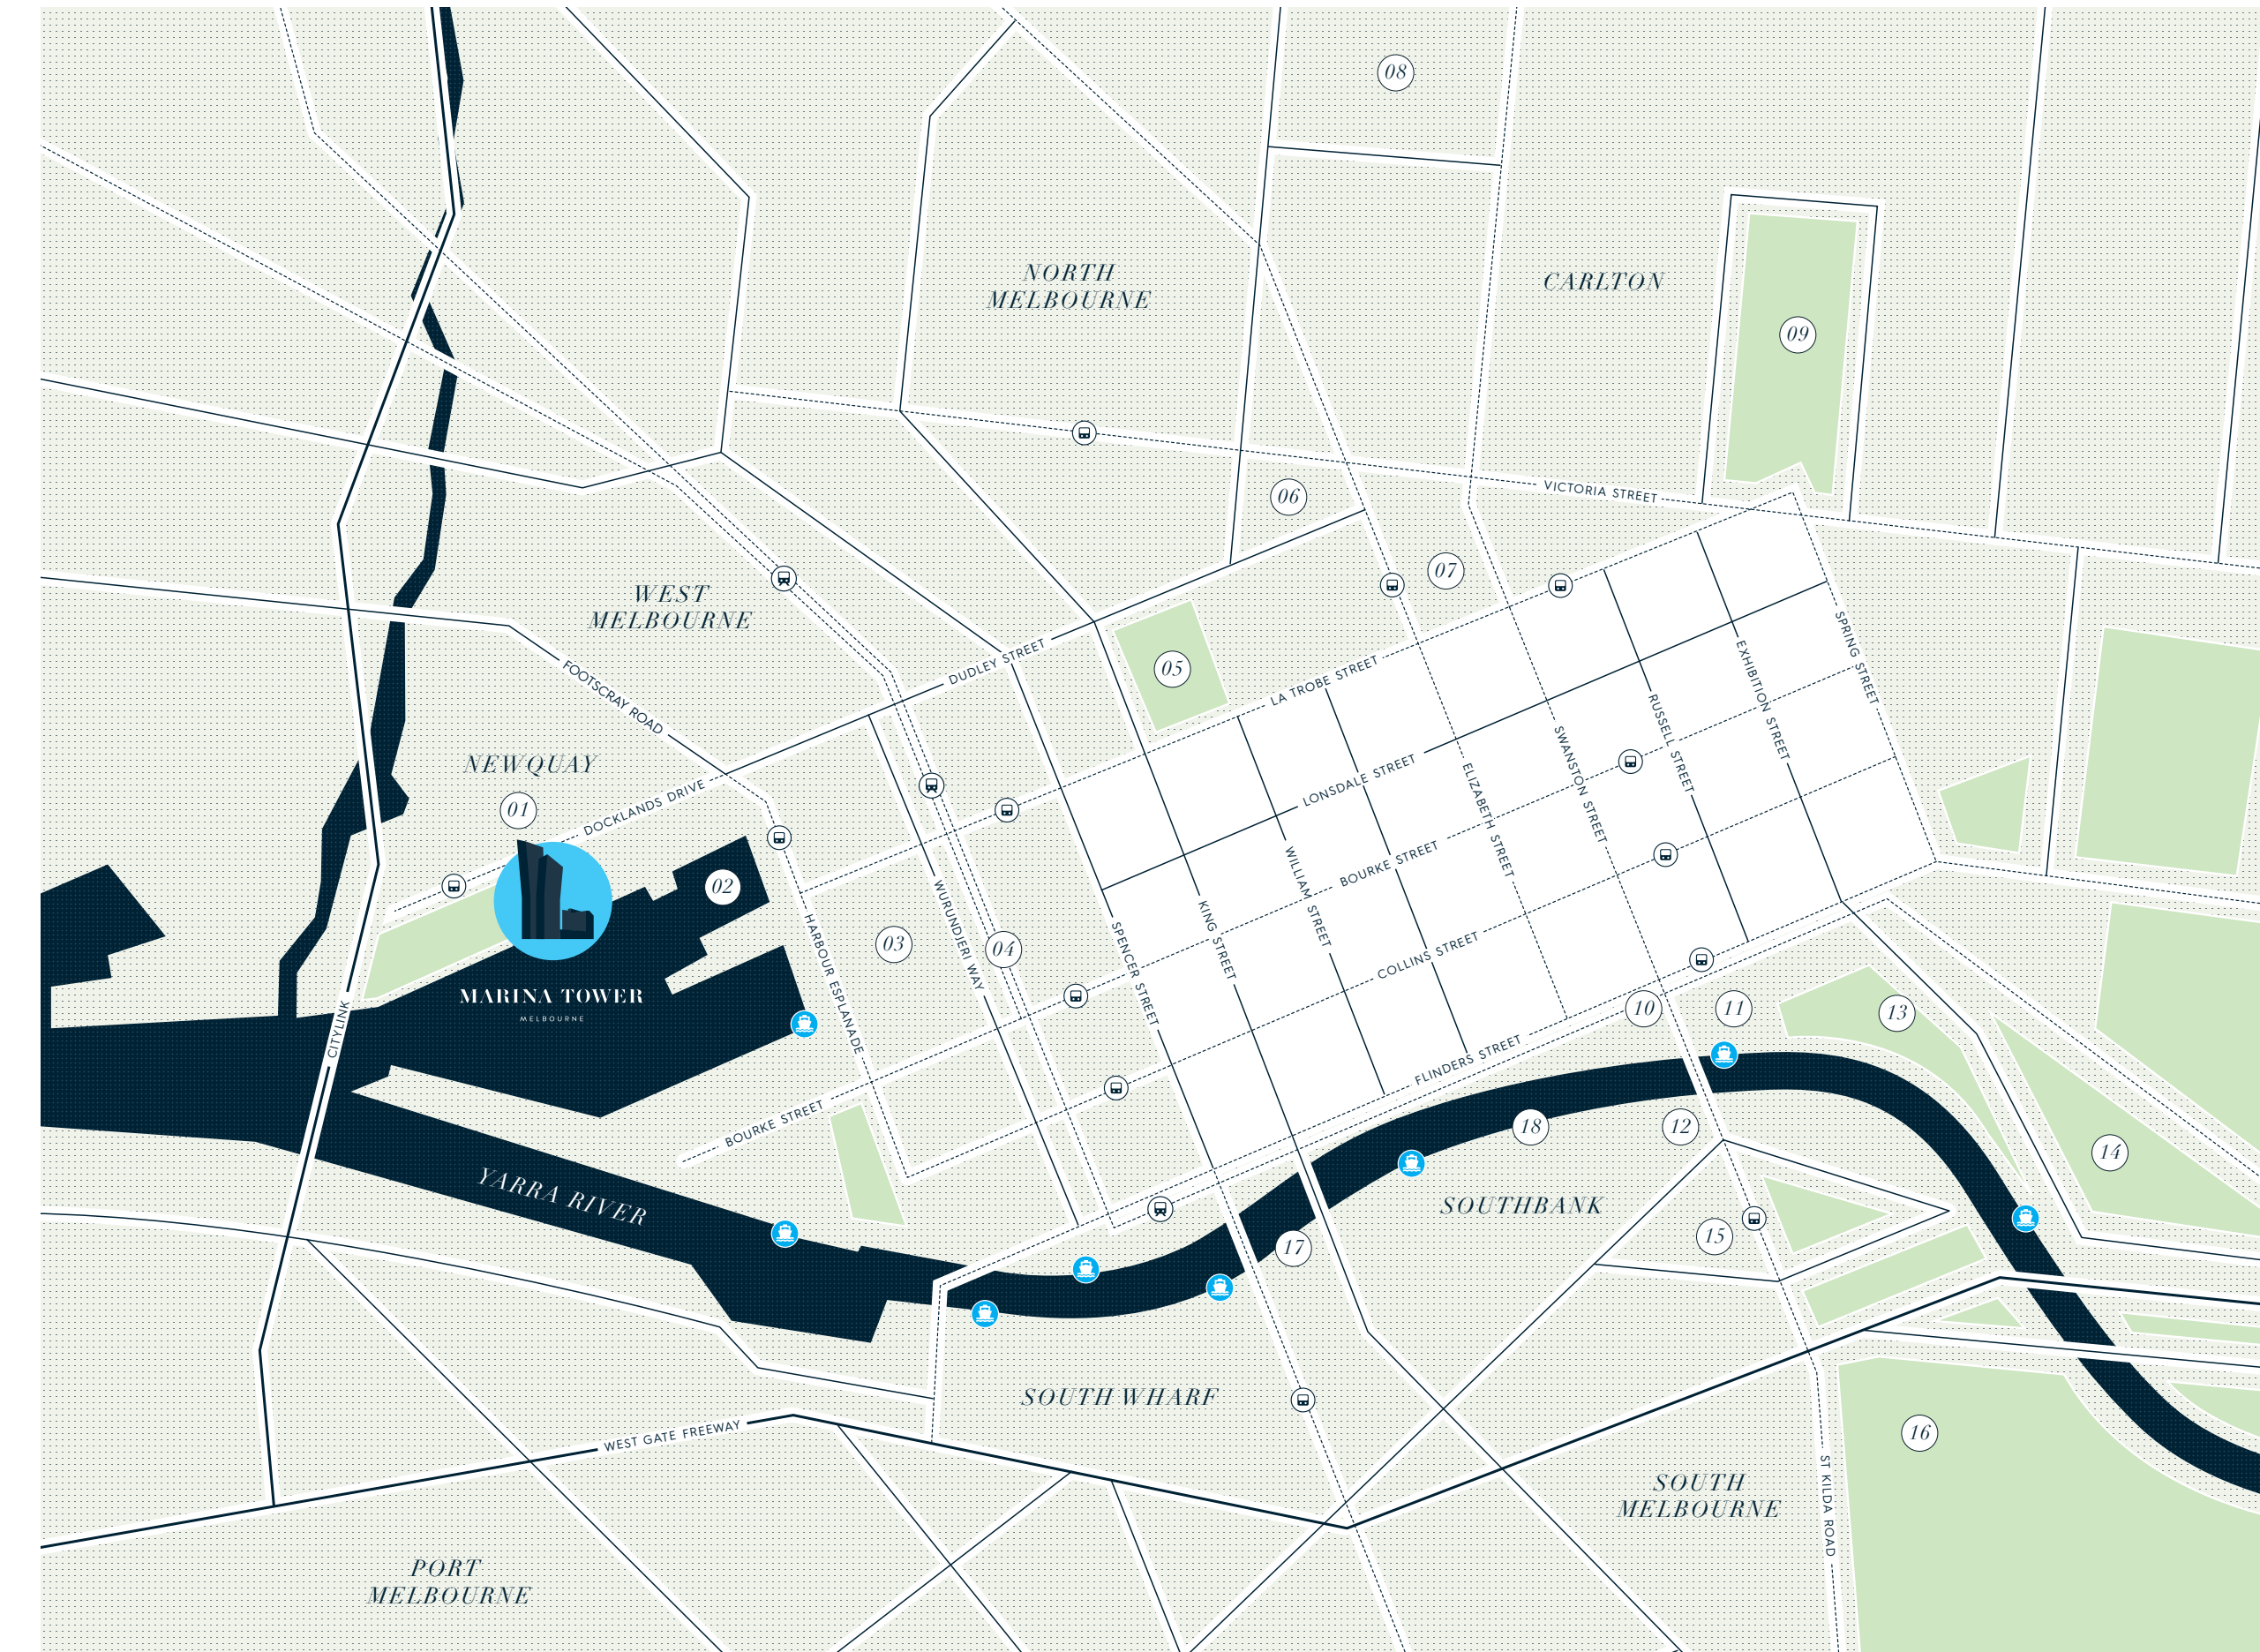 08
NORTH
MELBOURNE
CARLTON
09
VICTORIA STREET
06
07
WEST
MELBOURNE
FOOTSCRAY ROAD
DUDLEY STREET
05
LA TROBE STREET
SPRING STREET
EXHIBITION STREET
RUSSELL STREET
SWANSTON STREET
ELIZABETH STREET
LONSDALE STREET
NEWQUAY
01
DOCKLANDS DRIVE
02
BOURKE STREET
WILLIAM STREET
KING STREET
WURUNDJERI WAY
HARBOUR ESPLANADE
03
04
SPENCER STREET
COLLINS STREET
MARINA TOWER
MELBOURNE
CITYLINK
10
11
13
FLINDERS STREET
BOURKE STREET
18
12
14
YARRA RIVER
SOUTHBANK
15
17
SOUTH WHARF
WEST GATE FREEWAY
16
SOUTH
MELBOURNE
ST KILDA ROAD
PORT
MELBOURNE